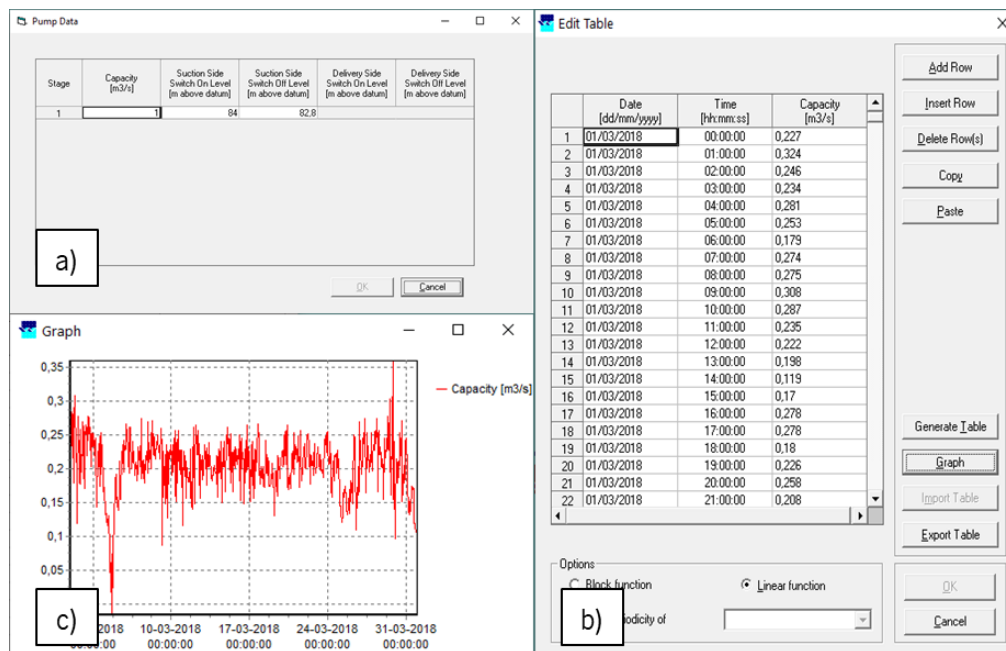 Pump Data
Stage
Capacity
[m3/s]
Suction Side
Switch On Level
[m above datum]
Suction Side
Switch Off Level
[m above datum]
Delivery Side
Switch On Level
[m above datum]
Delivery Side
Switch Off Level
[m above datum]
1 1 84 82,8
a)
OK Cancel
Graph
0,35
0,3
0,25
0,2
0,15
0,1
0,05
Capacity [m3/s]
-2018 10-03-2018 17-03-2018 24-03-2018 31-03-2018
00:00:00 00:00:00 00:00:00 00:00:00 00:00:00
c)
Edit Table
Date
[dd/mm/yyyy]
Time
[hh:mm:ss]
Capacity
[m3/s]
1 01/03/2018 00:00:00 0,227
2 01/03/2018 01:00:00 0,324
3 01/03/2018 02:00:00 0,246
4 01/03/2018 03:00:00 0,234
5 01/03/2018 04:00:00 0,281
6 01/03/2018 05:00:00 0,253
7 01/03/2018 06:00:00 0,179
8 01/03/2018 07:00:00 0,274
9 01/03/2018 08:00:00 0,275
10 01/03/2018 09:00:00 0,308
11 01/03/2018 10:00:00 0,287
12 01/03/2018 11:00:00 0,235
13 01/03/2018 12:00:00 0,222
14 01/03/2018 13:00:00 0,198
15 01/03/2018 14:00:00 0,119
16 01/03/2018 15:00:00 0,17
17 01/03/2018 16:00:00 0,278
18 01/03/2018 17:00:00 0,278
19 01/03/2018 18:00:00 0,18
20 01/03/2018 19:00:00 0,226
21 01/03/2018 20:00:00 0,258
22 01/03/2018 21:00:00 0,208
Add Row
Insert Row
Delete Row(s)
Copy
Paste
Generate Table
Graph
Import Table
Export Table
OK
Cancel
Options
Block function Linear function
of
b)